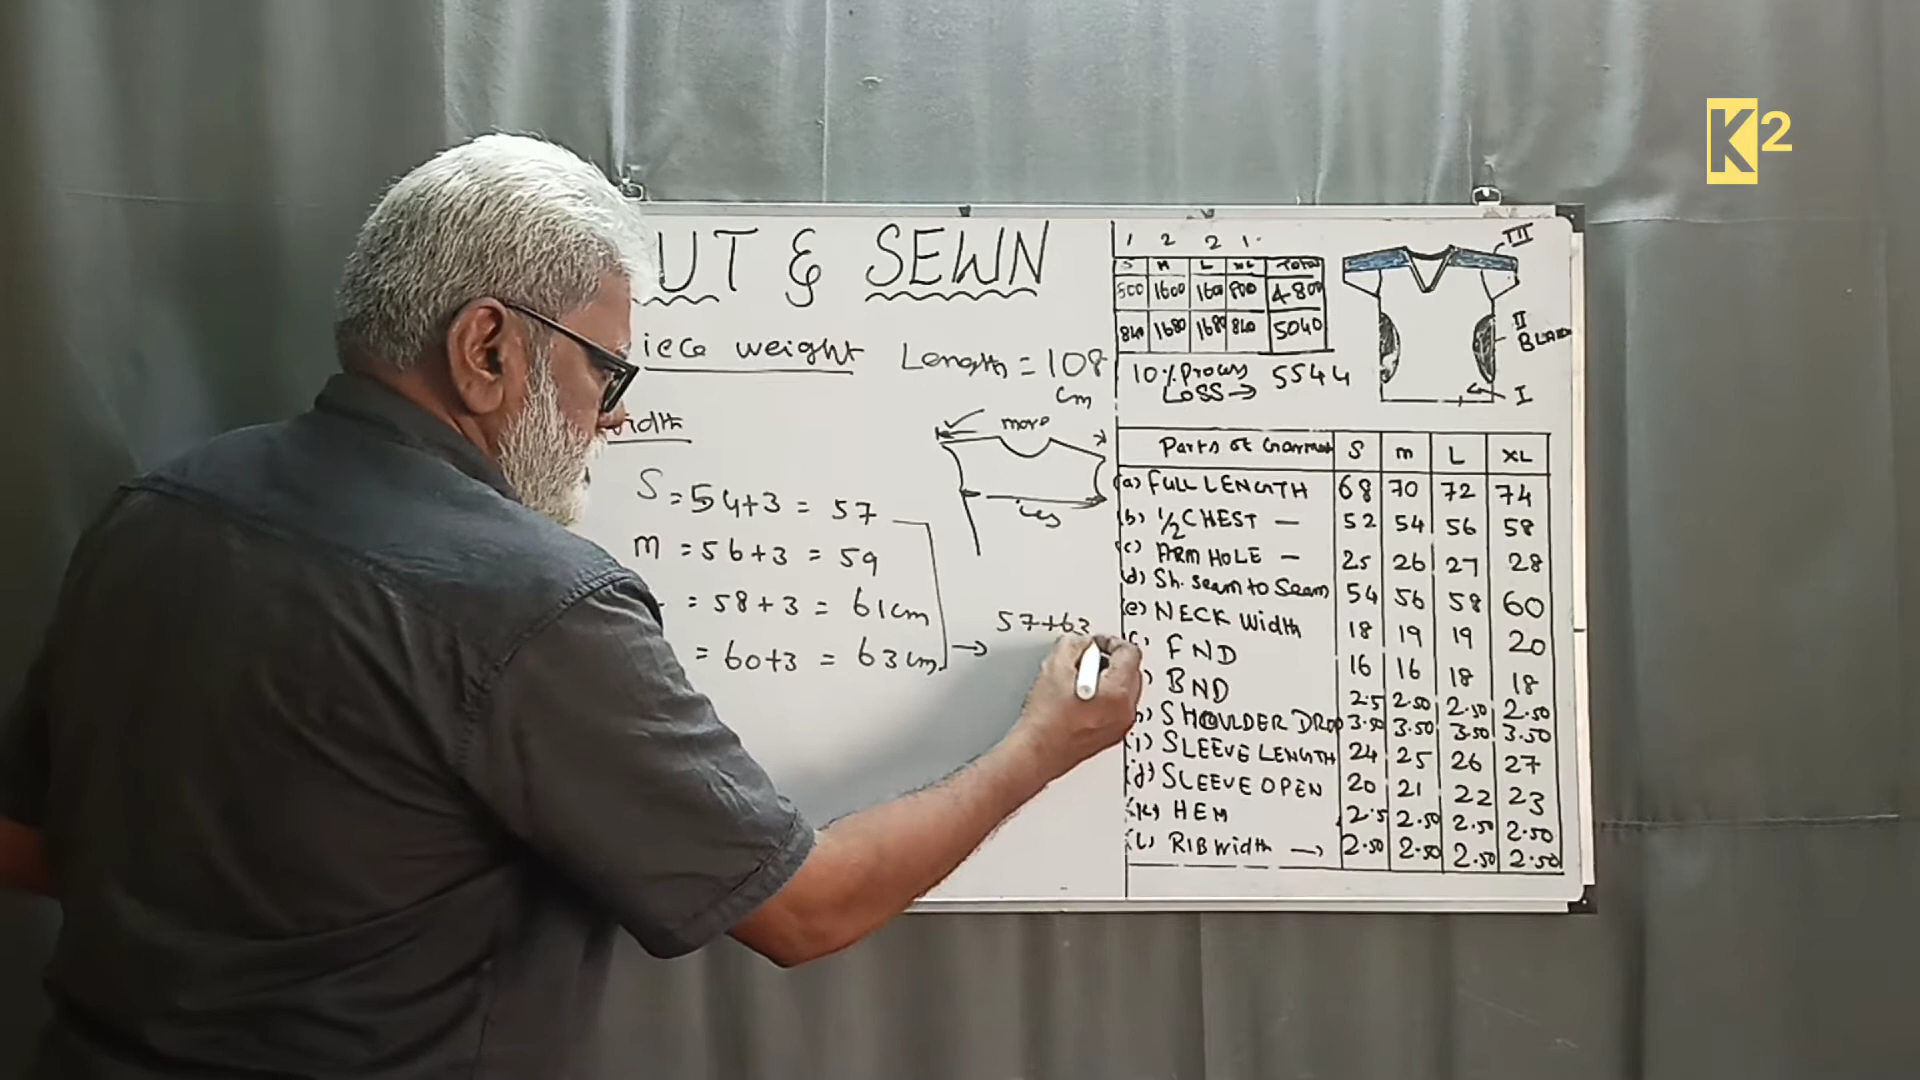 K2
UT & SEWN
iece weight
Length = 108 cm
idth
more
S = 54+3 = 57
m = 56+3 = 59
= 58+3 = 61cm
= 60+3 = 63cm
57+63
1 2 2 1
S M L XL Total
1600 800 4800
840 1680 1680 840 5040
10% Process Loss → 5544
III
II
I
Parts of Garment S m L XL
(a) FULL LENGTH 68 70 72 74
(b) 1/2 CHEST — 52 54 56 58
(c) ARM HOLE — 25 26 27 28
(d) Sh. seam to seam 54 56 58 60
(e) NECK Width 18 19 19 20
FND 16 16 18 18
BND 2.5 2.50 2.50 2.50
SHOULDER DROP 3.50 3.50 3.50 3.50
(i) SLEEVE LENGTH 24 25 26 27
(j) SLEEVE OPEN 20 21 22 23
(k) HEM 2.5 2.50 2.50 2.50
(l) RIB width → 2.50 2.50 2.50 2.50